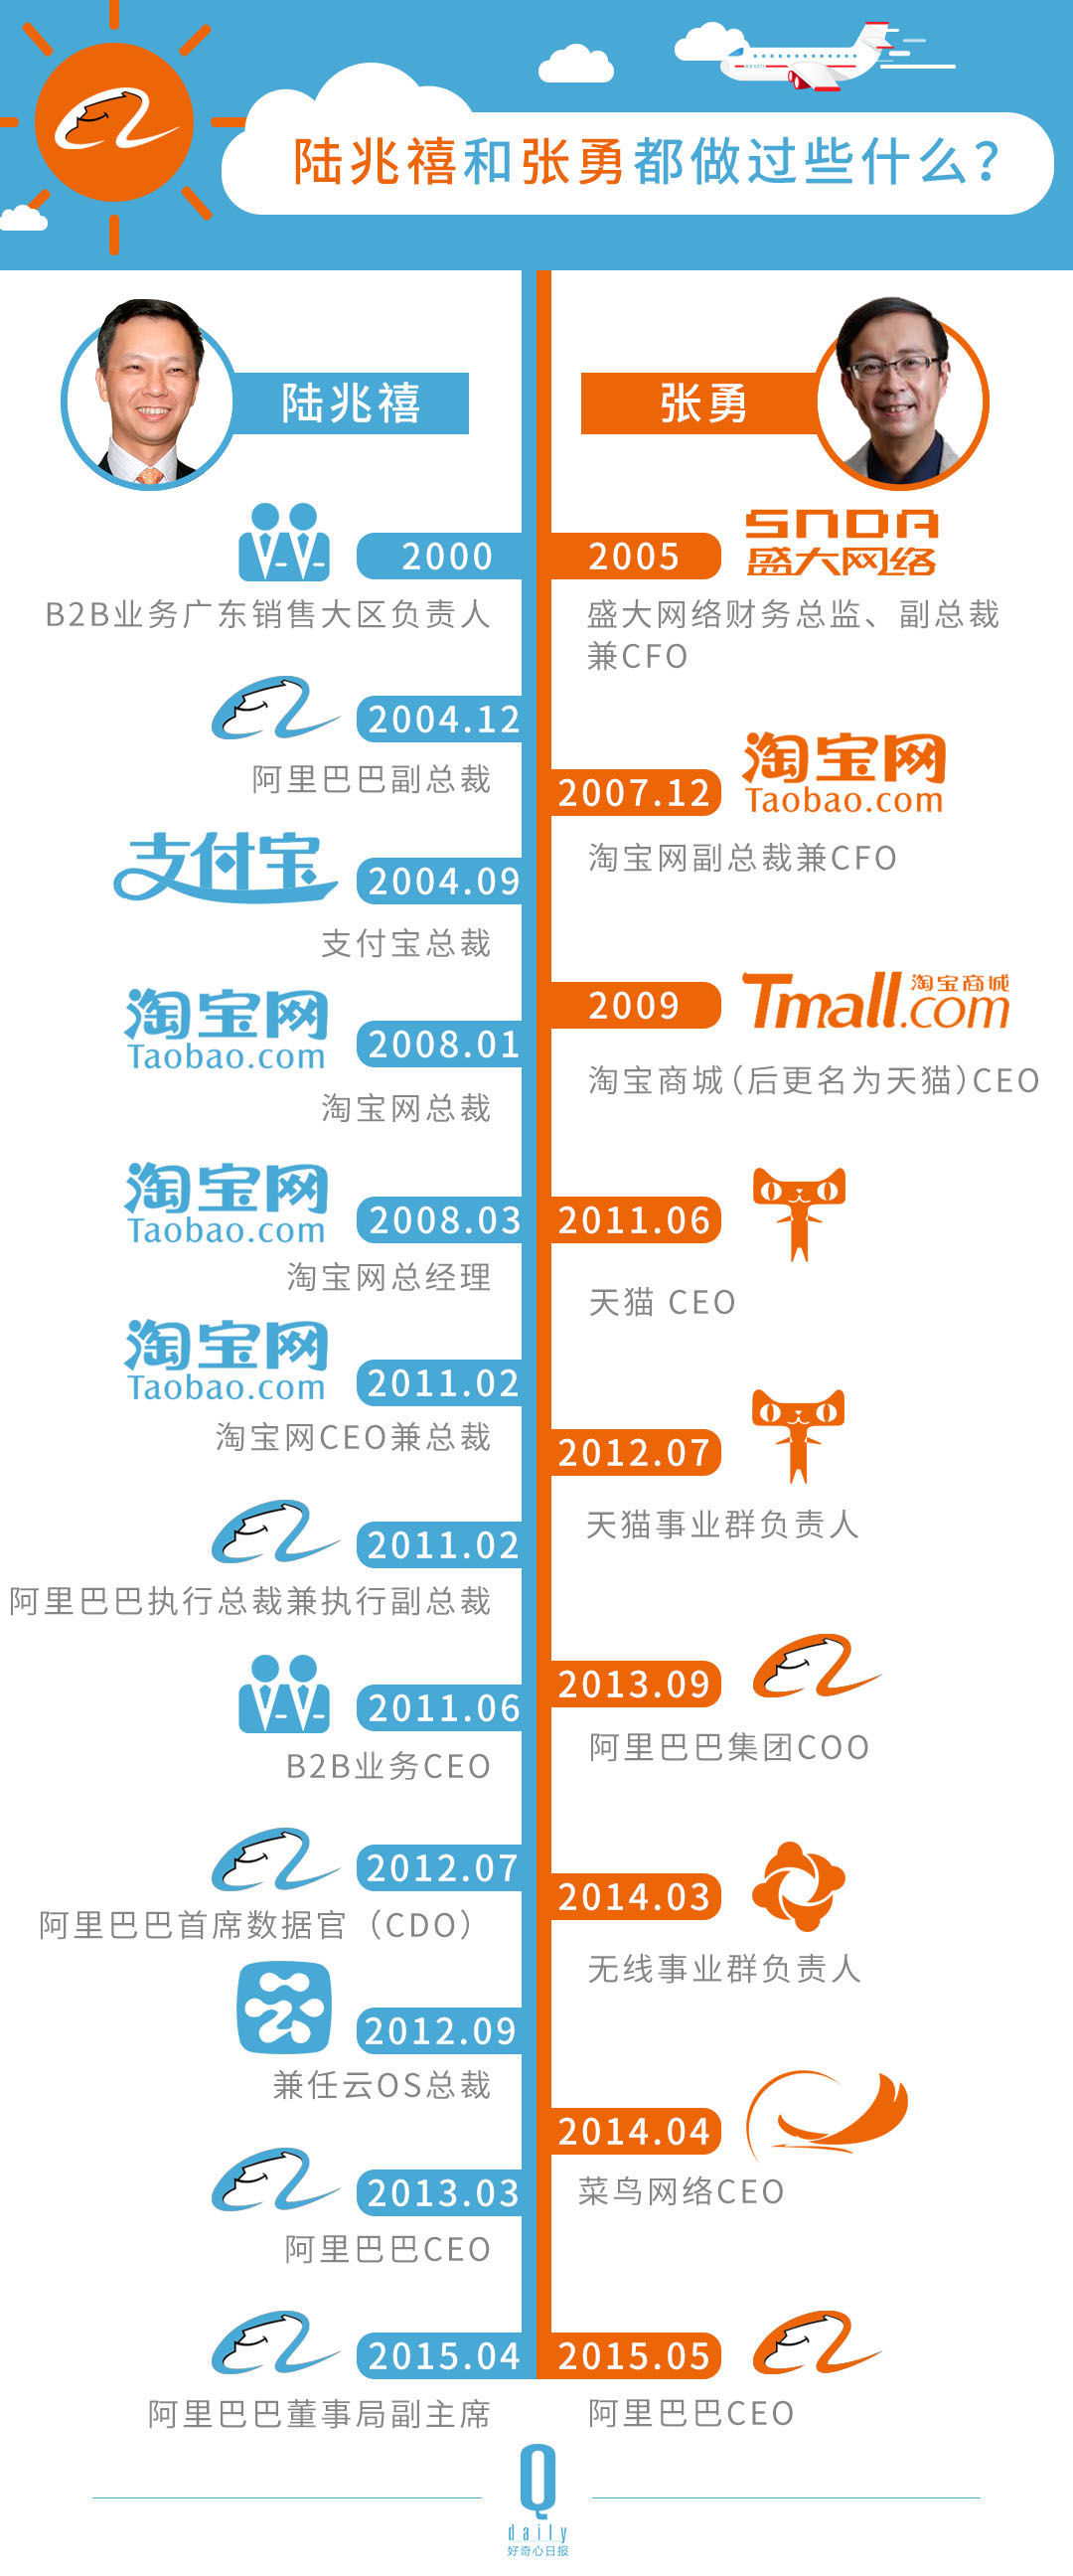 陆兆禧和张勇都做过些什么？
陆兆禧
2000
B2B业务广东销售大区负责人
2004.12
阿里巴巴副总裁
支付宝
2004.09
支付宝总裁
淘宝网
Taobao.com
2008.01
淘宝网总裁
淘宝网
Taobao.com
2008.03
淘宝网总经理
淘宝网
Taobao.com
2011.02
淘宝网CEO兼总裁
2011.02
阿里巴巴执行总裁兼执行副总裁
2011.06
B2B业务CEO
2012.07
阿里巴巴首席数据官（CDO）
云
2012.09
兼任云OS总裁
2013.03
阿里巴巴CEO
2015.04
阿里巴巴董事局副主席
张勇
2005
SNDA
盛大网络
盛大网络财务总监、副总裁
兼CFO
2007.12
淘宝网
Taobao.com
淘宝网副总裁兼CFO
2009
Tmall.com
淘宝商城
淘宝商城（后更名为天猫）CEO
2011.06
天猫 CEO
2012.07
天猫事业群负责人
2013.09
阿里巴巴集团COO
2014.03
无线事业群负责人
2014.04
菜鸟网络CEO
2015.05
阿里巴巴CEO
Q
daily
好奇心日报